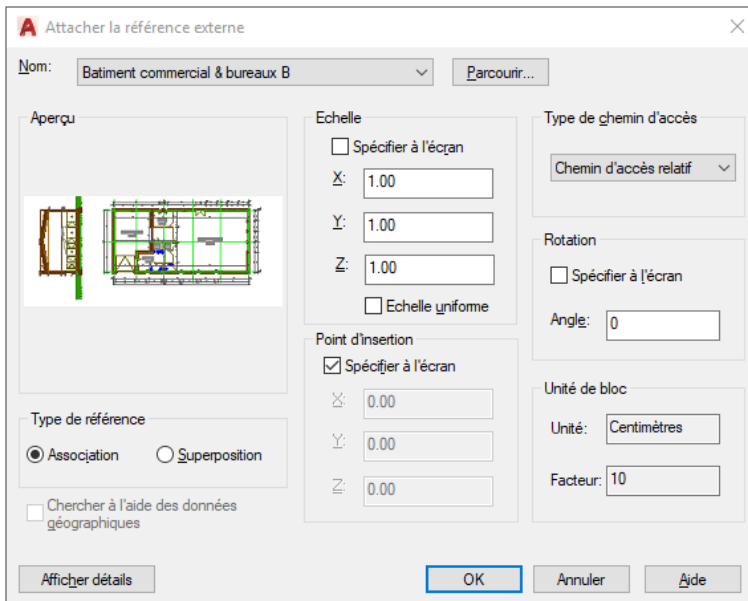 Attacher la référence externe
Nom: Batiment commercial & bureaux B Parcourir...
Aperçu
Echelle
Spécifier à l'écran
X: 1.00
Y: 1.00
Z: 1.00
Echelle uniforme
Type de chemin d'accès
Chemin d'accès relatif
Rotation
Spécifier à l'écran
Angle: 0
Point d'insertion
Spécifier à l'écran
X: 0.00
Y: 0.00
Z: 0.00
Type de référence
Association Superposition
Chercher à l'aide des données
géographiques
Unité de bloc
Unité: Centimètres
Facteur: 10
Afficher détails OK Annuler Aide